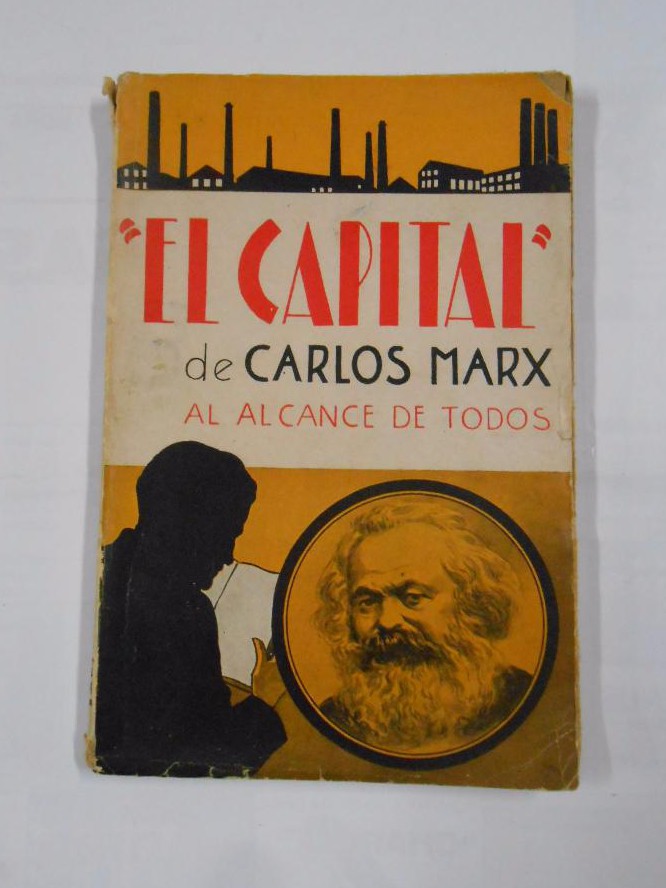 "EL CAPITAL"
de CARLOS MARX
AL ALCANCE DE TODOS